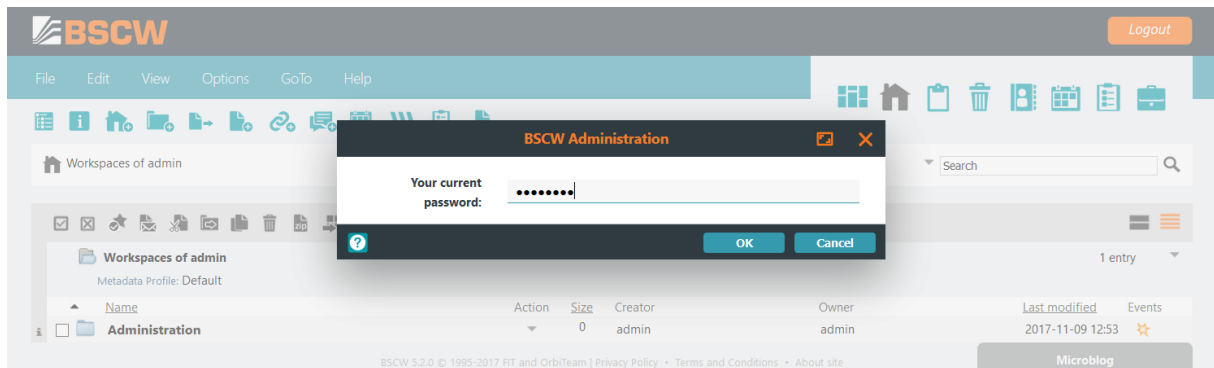 BSCW
Logout
File Edit View Options GoTo Help
BSCW Administration
Workspaces of admin
Search
Your current
password:
OK Cancel
Workspaces of admin
1 entry
Metadata Profile: Default
Name Action Size Creator Owner Last modified Events
Administration 0 admin admin 2017-11-09 12:53
BSCW 5.2.0 © 1995-2017 FIT and OrbiTeam | Privacy Policy • Terms and Conditions • About site
Microblog